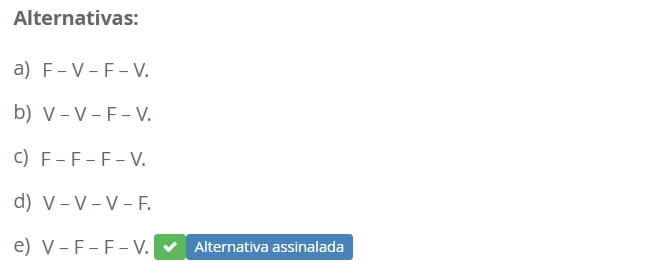 Alternativas:
a) F – V – F – V.
b) V – V – F – V.
c) F – F – F – V.
d) V – V – V – F.
e) V – F – F – V. Alternativa assinalada